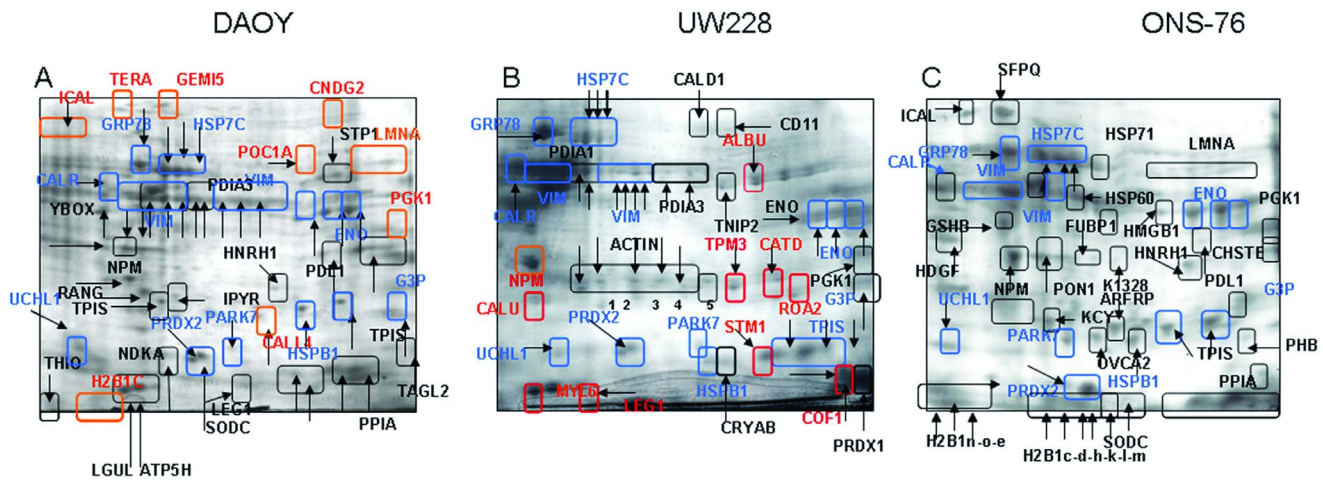 DAOY
UW228
ONS-76
A
TERA
GEMI5
CNDG2
ICAL
GRP78
HSP7C
STP1
LMNA
POC1A
CALR
PDIA3
VIM
PGK1
YBOX
VIM
ENO
NPM
HNRH1
PDL1
G3P
RANG
TPIS
IPYR
UCHL1
PRDX2
PARK7
CALL4
TPIS
THIO
NDKA
HSPB1
H2B1C
TAGL2
LEG1
SODC
PPIA
LGUL ATP5H
B
HSP7C
CALD1
GRP78
CD11
PDIA1
ALBU
CALR
VIM
VIM
PDIA3
TNIP2
ENO
ENO
ACTIN
TPM3
CATD
NPM
PGK1
G3P
CALU
1 2 3 4 5
ROA2
PRDX2
PARK7
STM1
TPIS
UCHL1
HSPB1
MYL6
LEG1
COF1
CRYAB
PRDX1
C
SFPQ
ICAL
HSP7C
HSP71
GRP78
LMNA
CALR
VIM
VIM
HSP60
ENO
PGK1
GSHB
FUBP1
HMGB1
HNRH1
CHSTE
HDGF
K1328
PDL1
NPM
PON1
ARFRP
G3P
UCHL1
KCY
PARK7
OVCA2
TPIS
PHB
PRDX2
HSPB1
PPIA
H2B1n-o-e
SODC
H2B1c-d-h-k-l-m